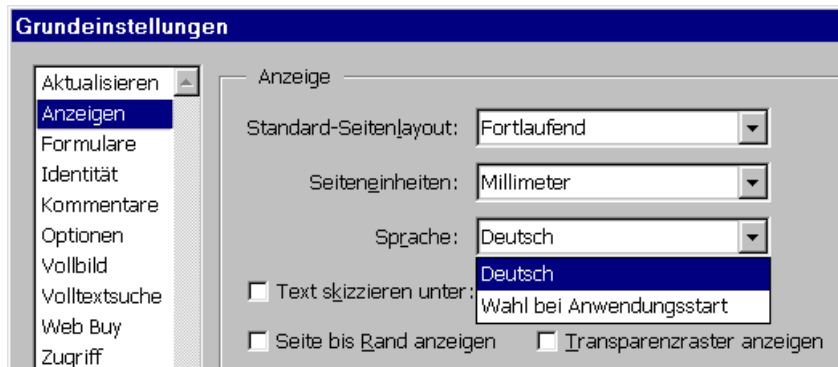 Grundeinstellungen
Aktualisieren
Anzeigen
Formulare
Identität
Kommentare
Optionen
Vollbild
Volltextsuche
Web Buy
Zugriff
Anzeige
Standard-Seitenlayout: Fortlaufend
Seiteneinheiten: Millimeter
Sprache: Deutsch
Deutsch
Wahl bei Anwendungsstart
Text skizzieren unter:
Seite bis Rand anzeigen Transparenzraster anzeigen